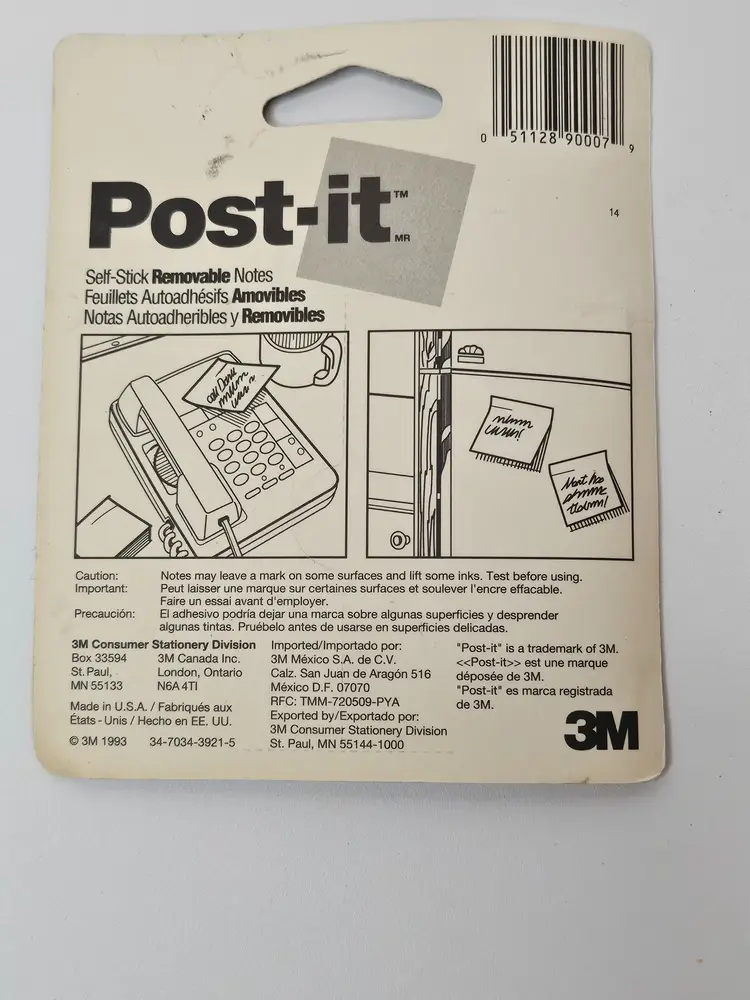 0 51128 90007 9
14
Post-it™
MR
Self-Stick Removable Notes
Feuillets Autoadhésifs Amovibles
Notas Autoadheribles y Removibles
Caution: Notes may leave a mark on some surfaces and lift some inks. Test before using.
Important: Peut laisser une marque sur certaines surfaces et soulever l'encre effacable.
Faire un essai avant d'employer.
Precaución: El adhesivo podría dejar una marca sobre algunas superficies y desprender
algunas tintas. Pruébelo antes de usarse en superficies delicadas.
3M Consumer Stationery Division
Box 33594
St. Paul,
MN 55133
3M Canada Inc.
London, Ontario
N6A 4TI
Made in U.S.A. / Fabriqués aux
États - Unis / Hecho en EE. UU.
© 3M 1993 34-7034-3921-5
Imported/Importado por:
3M México S.A. de C.V.
Calz. San Juan de Aragón 516
México D.F. 07070
RFC: TMM-720509-PYA
Exported by/Exportado por:
3M Consumer Stationery Division
St. Paul, MN 55144-1000
"Post-it" is a trademark of 3M.
<<Post-it>> est une marque
déposée de 3M.
"Post-it" es marca registrada
de 3M.
3M